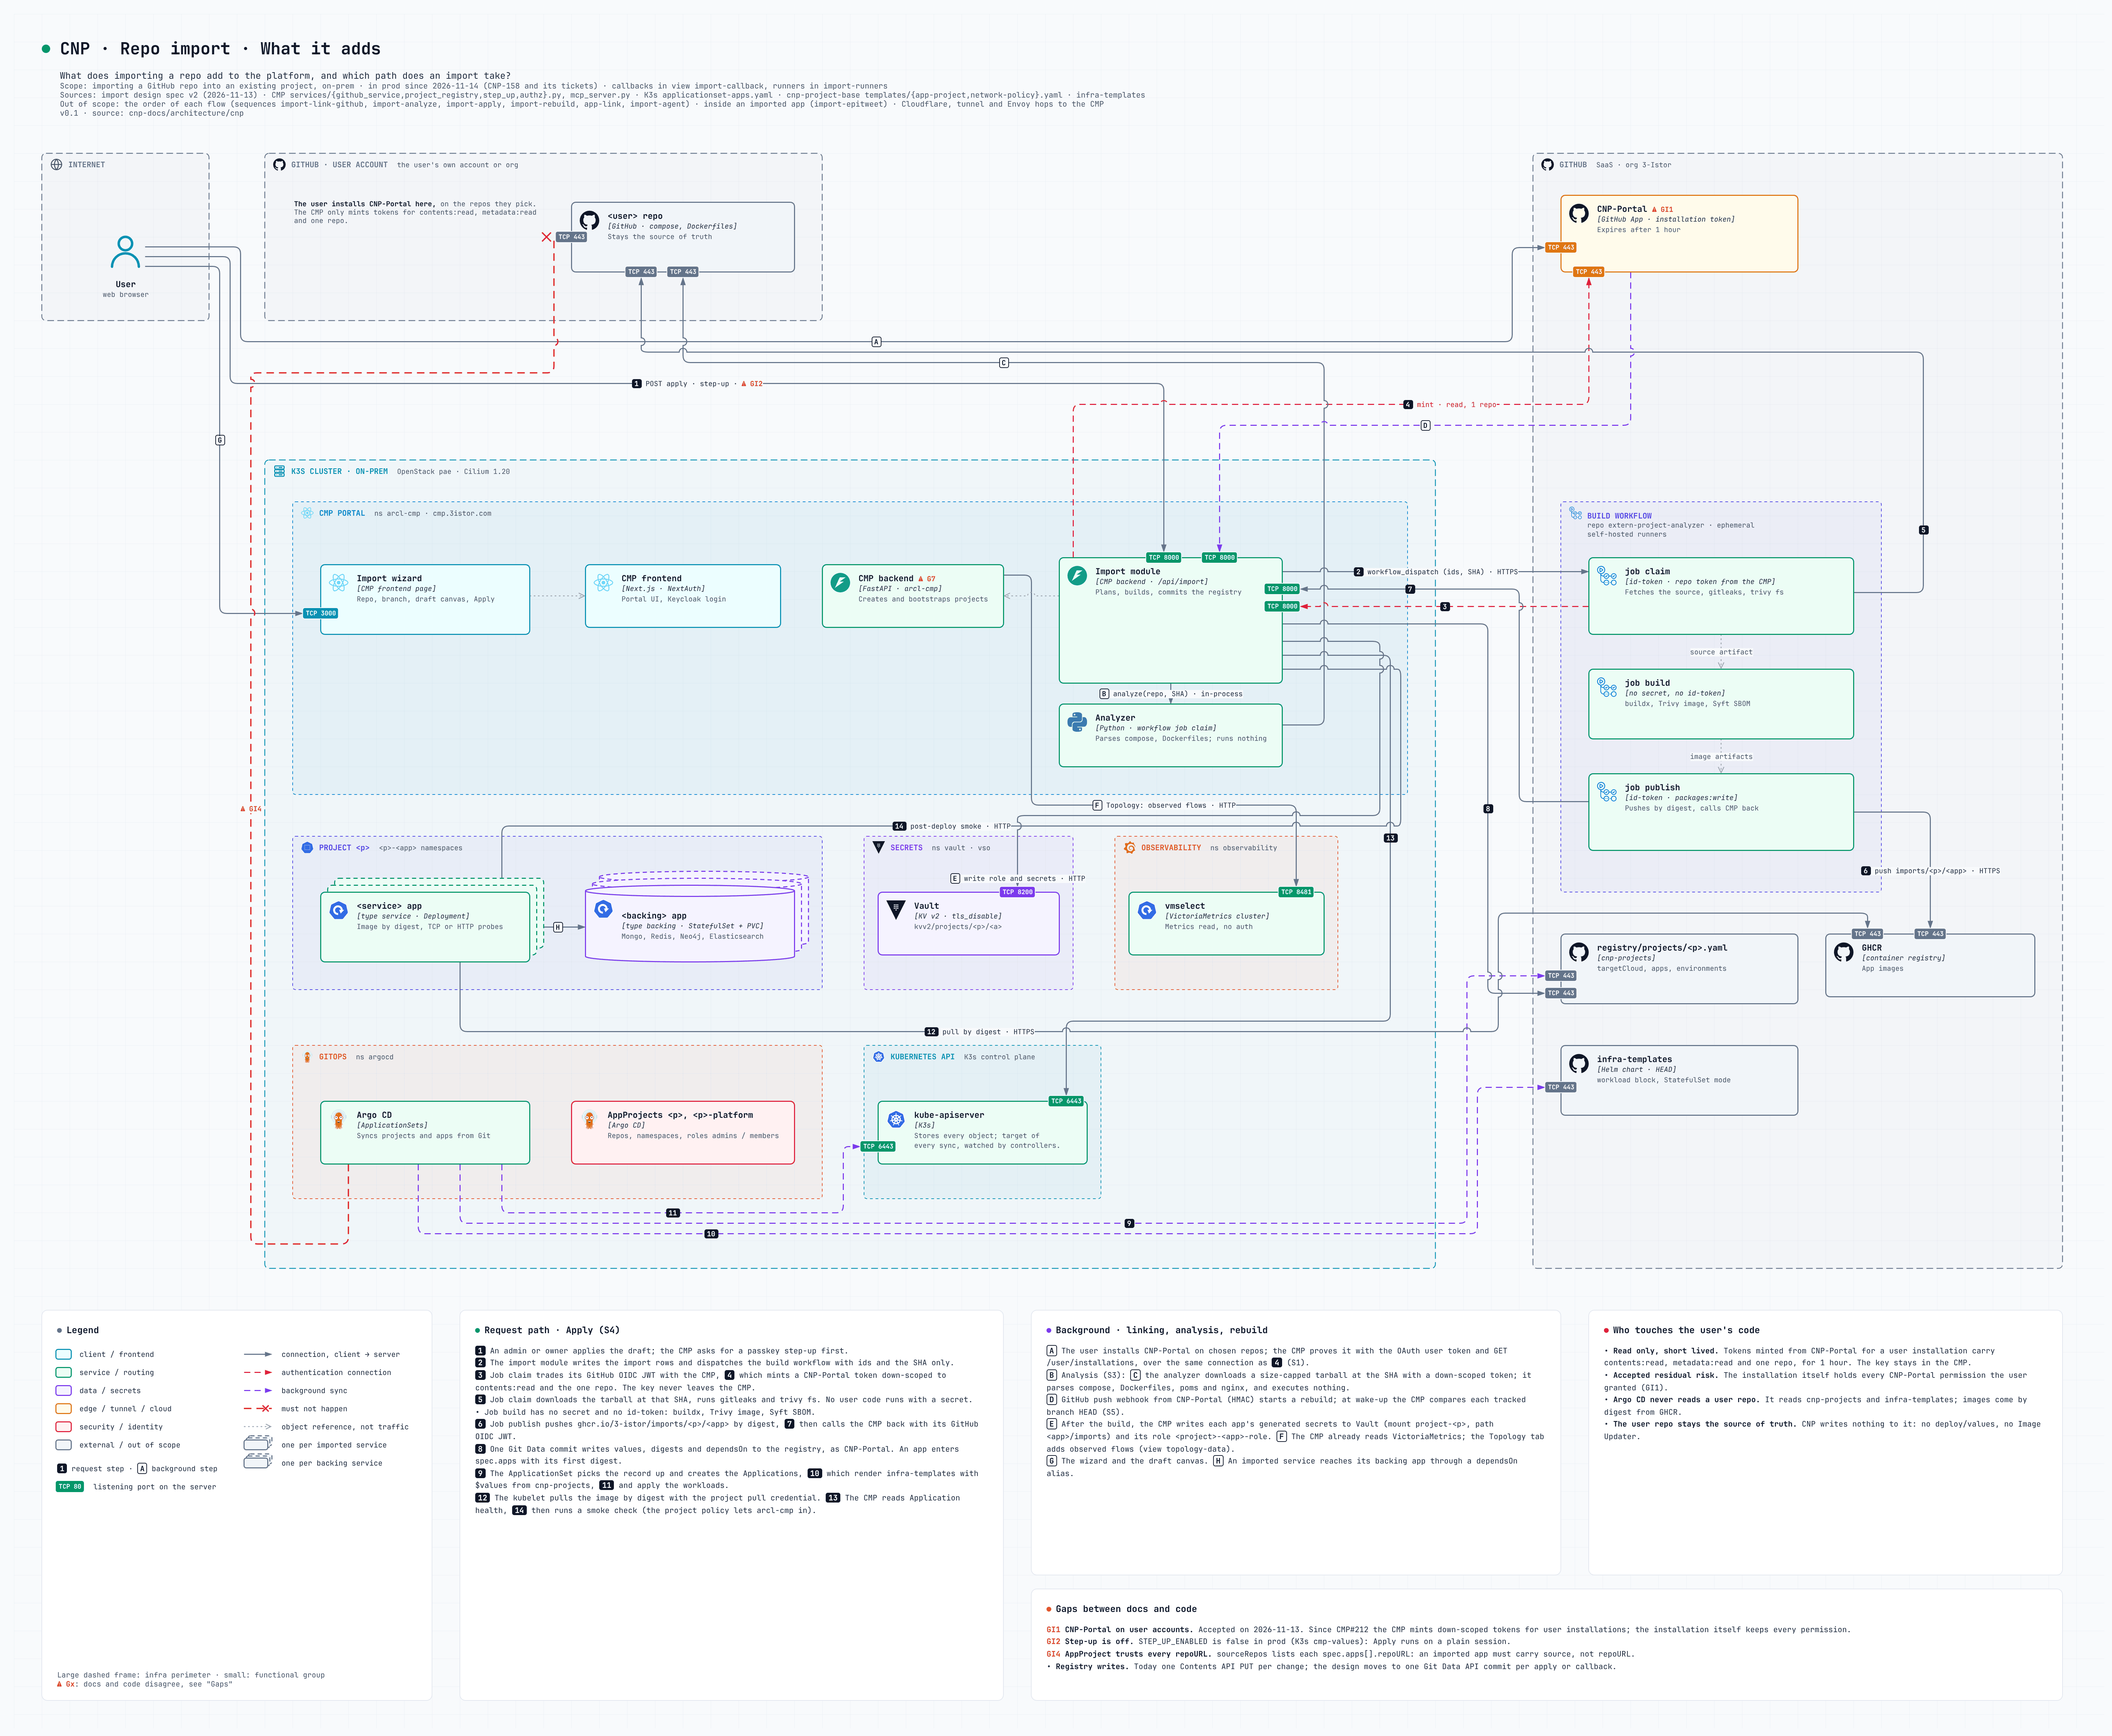 CNP · Repo import · What it adds
What does importing a repo add to the platform, and which path does an import take?
Scope: importing a GitHub repo into an existing project, on-prem · in prod since 2026-11-14 (CNP-158 and its tickets) · callbacks in view import-callback, runners in import-runners
Sources: import design spec v2 (2026-11-13) · CMP services/{github_service,project_registry,step_up,authz}.py, mcp_server.py · K3s applicationset-apps.yaml · cnp-project-base templates/{app-project,network-policy}.yaml · infra-templates
Out of scope: the order of each flow (sequences import-link-github, import-analyze, import-apply, import-rebuild, app-link, import-agent) · inside an imported app (import-epitweet) · Cloudflare, tunnel and Envoy hops to the CMP
v0.1 · source: cnp-docs/architecture/cnp
INTERNET
User
web browser
GITHUB · USER ACCOUNT the user's own account or org
The user installs CNP-Portal here, on the repos they pick.
The CMP only mints tokens for contents:read, metadata:read
and one repo.
TCP 443
<user> repo
[GitHub · compose, Dockerfiles]
Stays the source of truth
TCP 443
TCP 443
GITHUB SaaS · org 3-Istor
CNP-Portal GI1
[GitHub App · installation token]
Expires after 1 hour
TCP 443
TCP 443
A
C
1 POST apply · step-up · GI2
4 mint · read, 1 repo
D
G
5
K3S CLUSTER · ON-PREM OpenStack pae · Cilium 1.20
CMP PORTAL ns arcl-cmp · cmp.3istor.com
Import wizard
[CMP frontend page]
Repo, branch, draft canvas, Apply
TCP 3000
CMP frontend
[Next.js · NextAuth]
Portal UI, Keycloak login
CMP backend G7
[FastAPI · arcl-cmp]
Creates and bootstraps projects
TCP 8000
TCP 8000
Import module
[CMP backend · /api/import]
Plans, builds, commits the registry
TCP 8000
TCP 8000
2 workflow_dispatch (ids, SHA) · HTTPS
7
3
B analyze(repo, SHA) · in-process
Analyzer
[Python · workflow job claim]
Parses compose, Dockerfiles; runs nothing
BUILD WORKFLOW
repo extern-project-analyzer · ephemeral
self-hosted runners
job claim
[id-token · repo token from the CMP]
Fetches the source, gitleaks, trivy fs
source artifact
job build
[no secret, no id-token]
buildx, Trivy image, Syft SBOM
image artifacts
job publish
[id-token · packages:write]
Pushes by digest, calls CMP back
F Topology: observed flows · HTTP
8
GI4
14 post-deploy smoke · HTTP
13
PROJECT <p> <p>-<app> namespaces
<service> app
[type service · Deployment]
Image by digest, TCP or HTTP probes
H
<backing> app
[type backing · StatefulSet + PVC]
Mongo, Redis, Neo4j, Elasticsearch
SECRETS ns vault · vso
E write role and secrets · HTTP
TCP 8200
Vault
[KV v2 · tls_disable]
kvv2/projects/<p>/<a>
OBSERVABILITY ns observability
TCP 8481
vmselect
[VictoriaMetrics cluster]
Metrics read, no auth
6 push imports/<p>/<app> · HTTPS
registry/projects/<p>.yaml
[cnp-projects]
targetCloud, apps, environments
TCP 443
TCP 443
TCP 443
TCP 443
GHCR
[container registry]
App images
12 pull by digest · HTTPS
GITOPS ns argocd
Argo CD
[ApplicationSets]
Syncs projects and apps from Git
AppProjects <p>, <p>-platform
[Argo CD]
Repos, namespaces, roles admins / members
KUBERNETES API K3s control plane
TCP 6443
kube-apiserver
[K3s]
Stores every object; target of
every sync, watched by controllers.
TCP 6443
infra-templates
[Helm chart · HEAD]
workload block, StatefulSet mode
TCP 443
11
9
10
Legend
client / frontend
service / routing
data / secrets
edge / tunnel / cloud
security / identity
external / out of scope
1 request step · A background step
TCP 80 listening port on the server
connection, client → server
authentication connection
background sync
must not happen
object reference, not traffic
one per imported service
one per backing service
Large dashed frame: infra perimeter · small: functional group
Gx: docs and code disagree, see "Gaps"
Request path · Apply (S4)
1 An admin or owner applies the draft; the CMP asks for a passkey step-up first.
2 The import module writes the import rows and dispatches the build workflow with ids and the SHA only.
3 Job claim trades its GitHub OIDC JWT with the CMP, 4 which mints a CNP-Portal token down-scoped to
contents:read and the one repo. The key never leaves the CMP.
5 Job claim downloads the tarball at that SHA, runs gitleaks and trivy fs. No user code runs with a secret.
• Job build has no secret and no id-token: buildx, Trivy image, Syft SBOM.
6 Job publish pushes ghcr.io/3-istor/imports/<p>/<app> by digest, 7 then calls the CMP back with its GitHub
OIDC JWT.
8 One Git Data commit writes values, digests and dependsOn to the registry, as CNP-Portal. An app enters
spec.apps with its first digest.
9 The ApplicationSet picks the record up and creates the Applications, 10 which render infra-templates with
$values from cnp-projects, 11 and apply the workloads.
12 The kubelet pulls the image by digest with the project pull credential. 13 The CMP reads Application
health, 14 then runs a smoke check (the project policy lets arcl-cmp in).
Background · linking, analysis, rebuild
A The user installs CNP-Portal on chosen repos; the CMP proves it with the OAuth user token and GET
/user/installations, over the same connection as 4 (S1).
B Analysis (S3): C the analyzer downloads a size-capped tarball at the SHA with a down-scoped token; it
parses compose, Dockerfiles, poms and nginx, and executes nothing.
D GitHub push webhook from CNP-Portal (HMAC) starts a rebuild; at wake-up the CMP compares each tracked
branch HEAD (S5).
E After the build, the CMP writes each app's generated secrets to Vault (mount project-<p>, path
<app>/imports) and its role <project>-<app>-role. F The CMP already reads VictoriaMetrics; the Topology tab
adds observed flows (view topology-data).
G The wizard and the draft canvas. H An imported service reaches its backing app through a dependsOn
alias.
Who touches the user's code
• Read only, short lived. Tokens minted from CNP-Portal for a user installation carry
contents:read, metadata:read and one repo, for 1 hour. The key stays in the CMP.
• Accepted residual risk. The installation itself holds every CNP-Portal permission the user
granted (GI1).
• Argo CD never reads a user repo. It reads cnp-projects and infra-templates; images come by
digest from GHCR.
• The user repo stays the source of truth. CNP writes nothing to it: no deploy/values, no Image
Updater.
Gaps between docs and code
GI1 CNP-Portal on user accounts. Accepted on 2026-11-13. Since CMP#212 the CMP mints down-scoped tokens for user installations; the installation itself keeps every permission.
GI2 Step-up is off. STEP_UP_ENABLED is false in prod (K3s cmp-values): Apply runs on a plain session.
GI4 AppProject trusts every repoURL. sourceRepos lists each spec.apps[].repoURL: an imported app must carry source, not repoURL.
• Registry writes. Today one Contents API PUT per change; the design moves to one Git Data API commit per apply or callback.